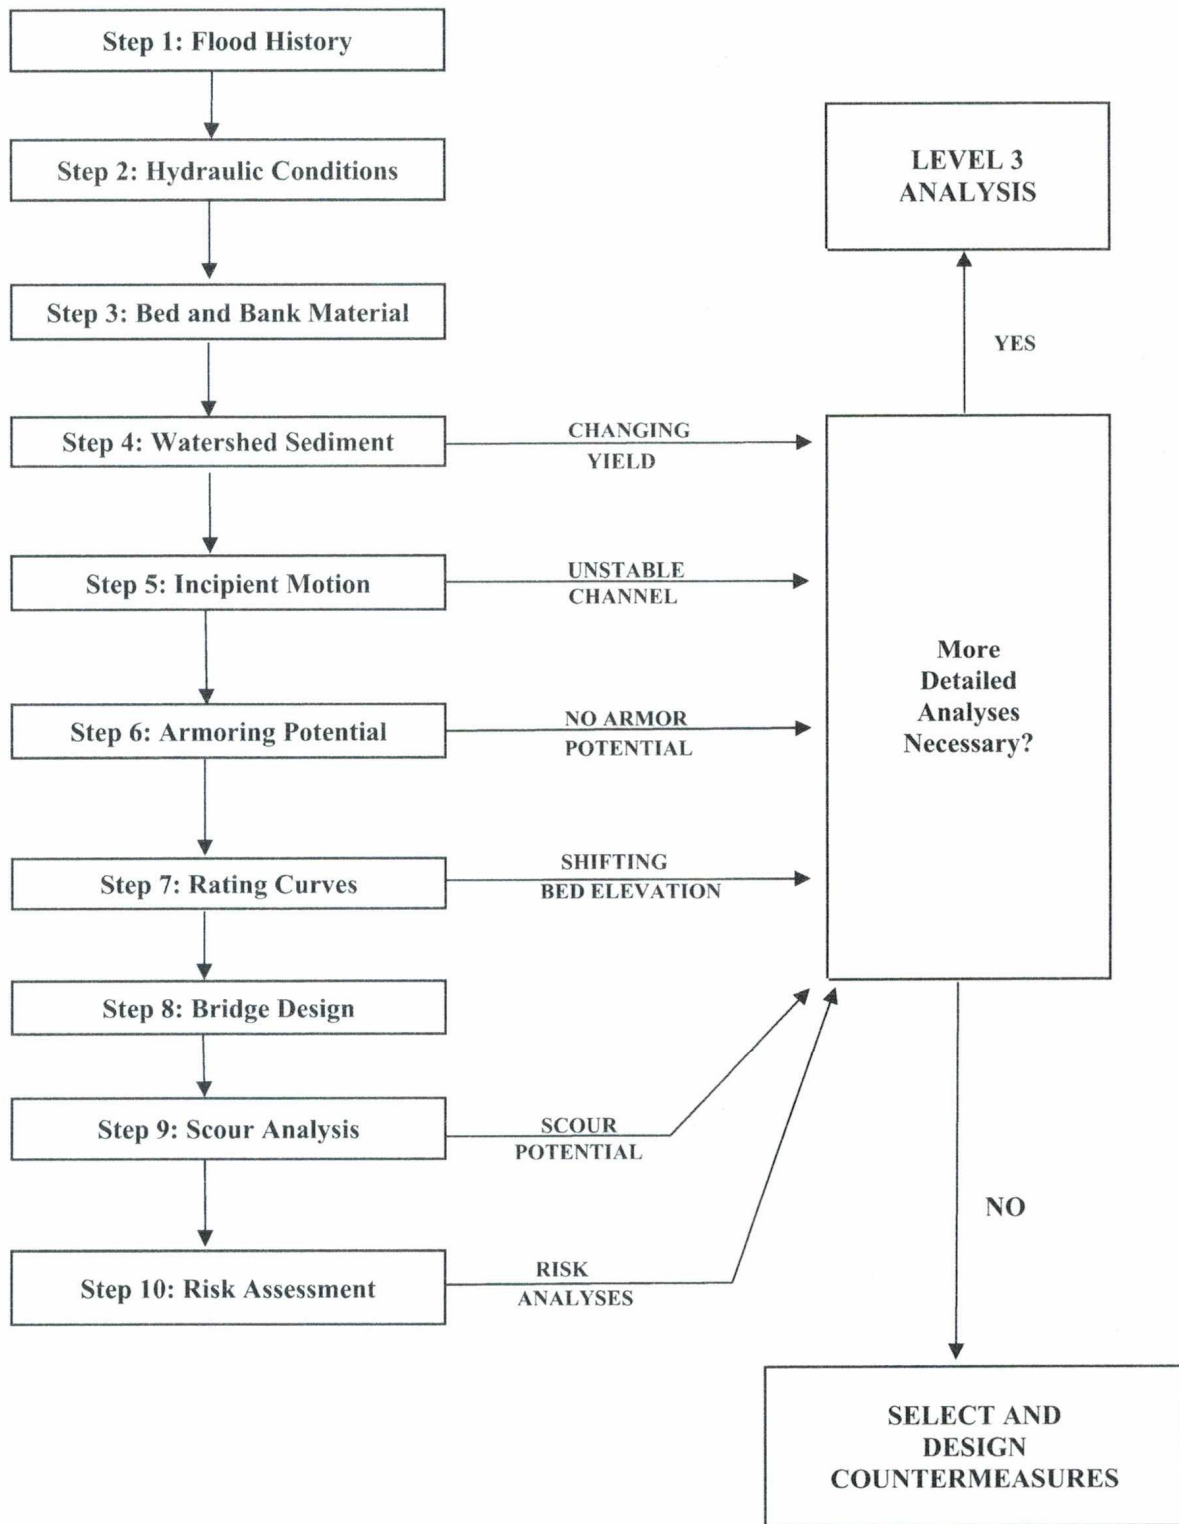 Step 1: Flood History
Step 2: Hydraulic Conditions
LEVEL 3
ANALYSIS
Step 3: Bed and Bank Material
YES
Step 4: Watershed Sediment
CHANGING
YIELD
Step 5: Incipient Motion
UNSTABLE
CHANNEL
More
Detailed
Analyses
Necessary?
Step 6: Armoring Potential
NO ARMOR
POTENTIAL
Step 7: Rating Curves
SHIFTING
BED ELEVATION
Step 8: Bridge Design
Step 9: Scour Analysis
SCOUR
POTENTIAL
NO
Step 10: Risk Assessment
RISK
ANALYSES
SELECT AND
DESIGN
COUNTERMEASURES